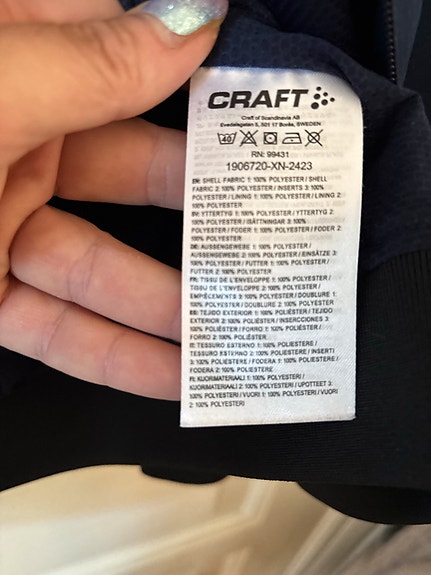 CRAFT
Craft of Scandinavia AB
Evedalsgatan 5, 501 17 Borås, SWEDEN
40
RN: 99431
1906720-XN-2423
EN: SHELL FABRIC 1: 100% POLYESTER / SHELL
FABRIC 2: 100% POLYESTER / INSERTS 3: 100%
POLYESTER / LINING 1: 100% POLYESTER / LINING 2:
100% POLYESTER
SV: YTTERTYG 1: 100% POLYESTER / YTTERTYG 2:
100% POLYESTER / ISÄTTNINGAR 3: 100%
POLYESTER / FODER 1: 100% POLYESTER / FODER 2:
100% POLYESTER
DE: AUSSENGEWEBE 1: 100% POLYESTER /
AUSSENGEWEBE 2: 100% POLYESTER / EINSÄTZE 3:
100% POLYESTER / FUTTER 1: 100% POLYESTER /
FUTTER 2: 100% POLYESTER
FR: TISSU DE L'ENVELOPPE 1: 100% POLYESTER /
TISSU DE L'ENVELOPPE 2: 100% POLYESTER /
EMPIÈCEMENTS 3: 100% POLYESTER / DOUBLURE 1:
100% POLYESTER / DOUBLURE 2: 100% POLYESTER
ES: TEJIDO EXTERIOR 1: 100% POLIÉSTER / TEJIDO
EXTERIOR 2: 100% POLIÉSTER / INSERCCIONES 3:
100% POLIÉSTER / FORRO 1: 100% POLIÉSTER /
FORRO 2: 100% POLIÉSTER
IT: TESSURO ESTERNO 1: 100% POLIESTERE /
TESSURO ESTERNO 2: 100% POLIESTERE / INSERTI
3: 100% POLIESTERE / FODERA 1: 100% POLIESTERE /
FODERA 2: 100% POLIESTERE
FI: KUORIMATERIAALI 1: 100% POLYESTERI /
KUORIMATERIAALI 2: 100% POLYESTERI / UPOTTEET 3:
100% POLYESTERI / VUORI 1: 100% POLYESTERI / VUORI
2: 100% POLYESTERI